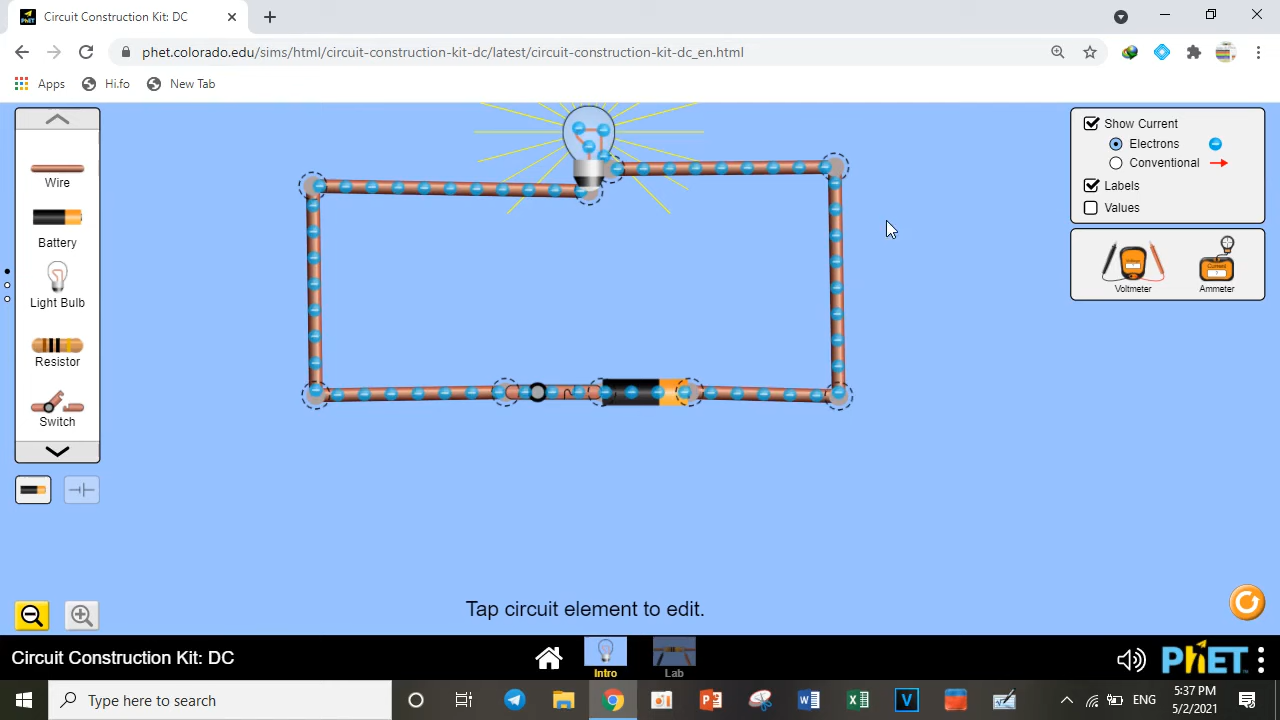 Circuit Construction Kit: DC
phet.colorado.edu/sims/html/circuit-construction-kit-dc/latest/circuit-construction-kit-dc_en.html
Apps Hi.fo New Tab
Wire
Battery
Light Bulb
Resistor
Switch
Show Current
Electrons
Conventional
Labels
Values
Voltmeter
Ammeter
Tap circuit element to edit.
Circuit Construction Kit: DC
Intro
Lab
PhET
Type here to search
ENG
5:37 PM
5/2/2021